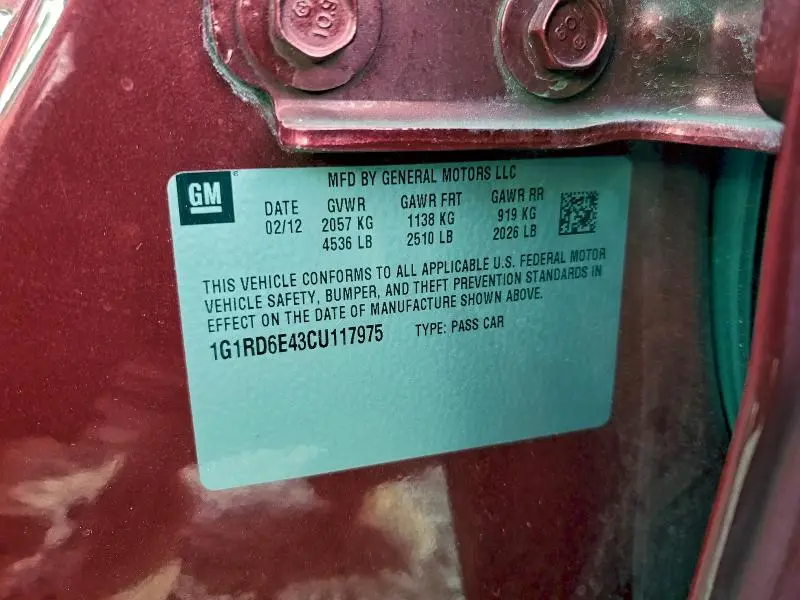 GM
MFD BY GENERAL MOTORS LLC
DATE GVWR GAWR FRT GAWR RR
02/12 2057 KG 1138 KG 919 KG
4536 LB 2510 LB 2026 LB
THIS VEHICLE CONFORMS TO ALL APPLICABLE U.S. FEDERAL MOTOR
VEHICLE SAFETY, BUMPER, AND THEFT PREVENTION STANDARDS IN
EFFECT ON THE DATE OF MANUFACTURE SHOWN ABOVE.
1G1RD6E43CU117975 TYPE: PASS CAR